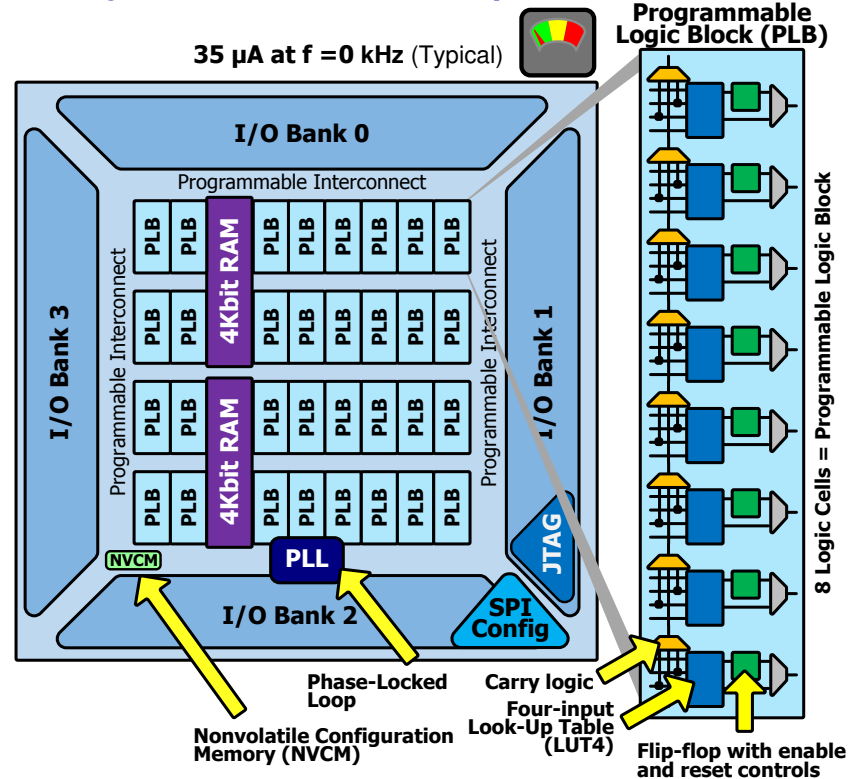 35 µA at f =0 kHz (Typical)
Programmable
Logic Block (PLB)
I/O Bank 0
Programmable Interconnect
I/O Bank 3
Programmable Interconnect
PLB PLB 4Kbit RAM PLB PLB PLB PLB PLB PLB
PLB PLB PLB PLB PLB PLB PLB PLB
PLB PLB 4Kbit RAM PLB PLB PLB PLB PLB PLB
PLB PLB PLB PLB PLB PLB PLB PLB
Programmable Interconnect
I/O Bank 1
8 Logic Cells = Programmable Logic Block
NVCM
PLL
JTAG
I/O Bank 2
SPI
Config
Phase-Locked
Loop
Carry logic
Four-input
Look-Up Table
(LUT4)
Nonvolatile Configuration
Memory (NVCM)
Flip-flop with enable
and reset controls